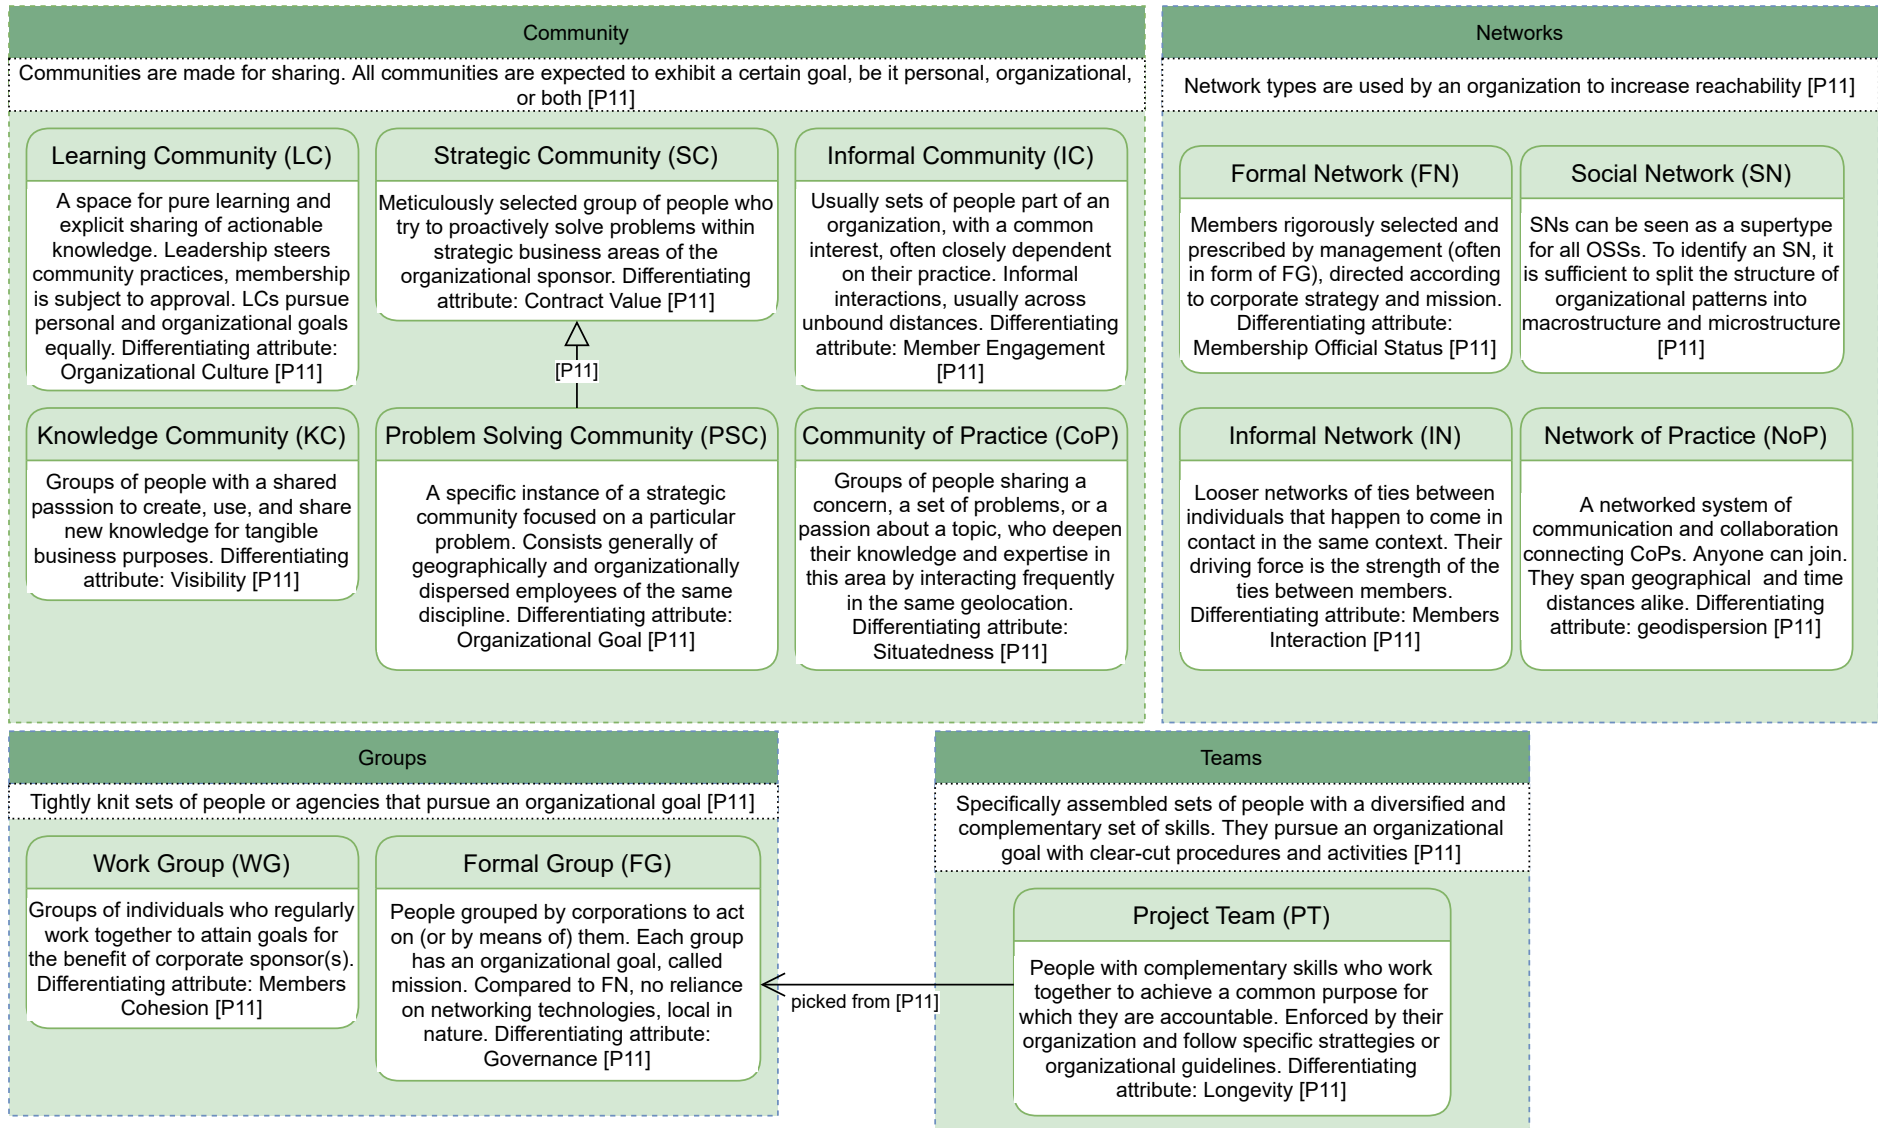 Community
Communities are made for sharing. All communities are expected to exhibit a certain goal, be it personal, organizational,
or both [P11]
Learning Community (LC)
A space for pure learning and
explicit sharing of actionable
knowledge. Leadership steers
community practices, membership
is subject to approval. LCs pursue
personal and organizational goals
equally. Differentiating attribute:
Organizational Culture [P11]
Strategic Community (SC)
Meticulously selected group of people who
try to proactively solve problems within
strategic business areas of the
organizational sponsor. Differentiating
attribute: Contract Value [P11]
[P11]
Informal Community (IC)
Usually sets of people part of an
organization, with a common
interest, often closely dependent
on their practice. Informal
interactions, usually across
unbound distances. Differentiating
attribute: Member Engagement
[P11]
Knowledge Community (KC)
Groups of people with a shared
passsion to create, use, and share
new knowledge for tangible
business purposes. Differentiating
attribute: Visibility [P11]
Problem Solving Community (PSC)
A specific instance of a strategic
community focused on a particular
problem. Consists generally of
geographically and organizationally
dispersed employees of the same
discipline. Differentiating attribute:
Organizational Goal [P11]
Community of Practice (CoP)
Groups of people sharing a
concern, a set of problems, or a
passion about a topic, who deepen
their knowledge and expertise in
this area by interacting frequently
in the same geolocation.
Differentiating attribute:
Situatedness [P11]
Networks
Network types are used by an organization to increase reachability [P11]
Formal Network (FN)
Members rigorously selected and
prescribed by management (often
in form of FG), directed according
to corporate strategy and mission.
Differentiating attribute:
Membership Official Status [P11]
Social Network (SN)
SNs can be seen as a supertype
for all OSSs. To identify an SN, it
is sufficient to split the structure of
organizational patterns into
macrostructure and microstructure
[P11]
Informal Network (IN)
Looser networks of ties between
individuals that happen to come in
contact in the same context. Their
driving force is the strength of the
ties between members.
Differentiating attribute: Members
Interaction [P11]
Network of Practice (NoP)
A networked system of
communication and collaboration
connecting CoPs. Anyone can join.
They span geographical  and time
distances alike. Differentiating
attribute: geodispersion [P11]
Groups
Tightly knit sets of people or agencies that pursue an organizational goal [P11]
Work Group (WG)
Groups of individuals who regularly
work together to attain goals for
the benefit of corporate sponsor(s).
Differentiating attribute: Members
Cohesion [P11]
Formal Group (FG)
People grouped by corporations to act
on (or by means of) them. Each group
has an organizational goal, called
mission. Compared to FN, no reliance
on networking technologies, local in
nature. Differentiating attribute:
Governance [P11]
picked from [P11]
Teams
Specifically assembled sets of people with a diversified and
complementary set of skills. They pursue an organizational
goal with clear-cut procedures and activities [P11]
Project Team (PT)
People with complementary skills who work
together to achieve a common purpose for
which they are accountable. Enforced by their
organization and follow specific strattegies or
organizational guidelines. Differentiating
attribute: Longevity [P11]